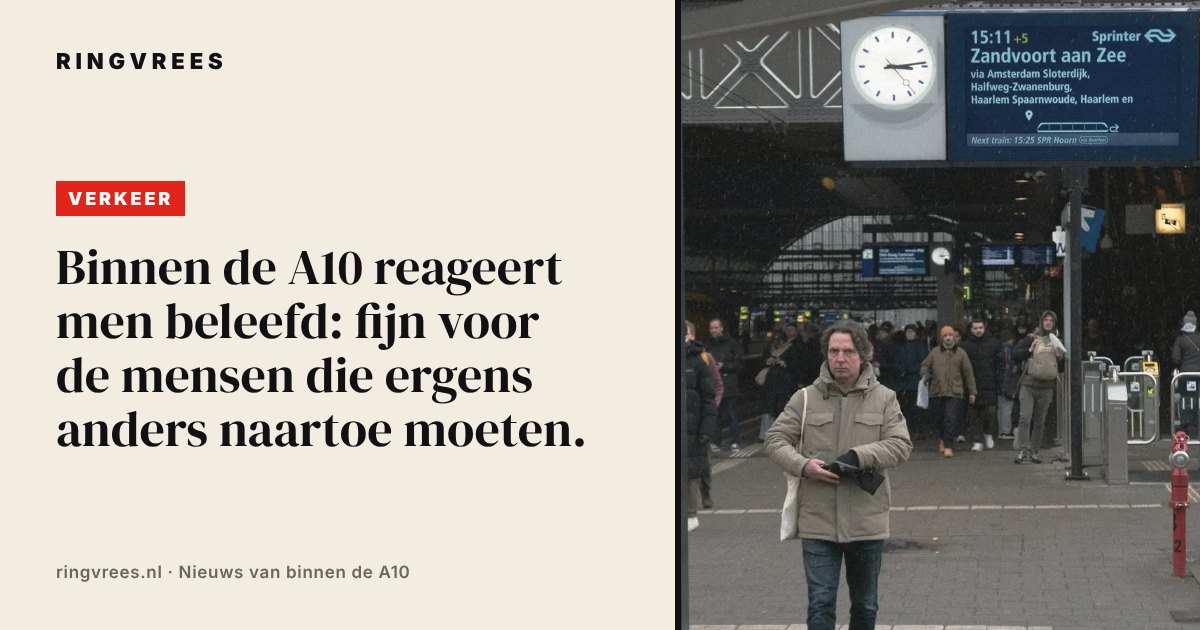 RINGVREES
VERKEER
Binnen de A10 reageert
men beleefd: fijn voor
de mensen die ergens
anders naartoe moeten.
ringvrees.nl · Nieuws van binnen de A10
15:11 +5 Sprinter
Zandvoort aan Zee
via Amsterdam Sloterdijk,
Halfweg-Zwanenburg,
Haarlem Spaarnwoude, Haarlem en
Next train: 15:25 SPR Hoorn